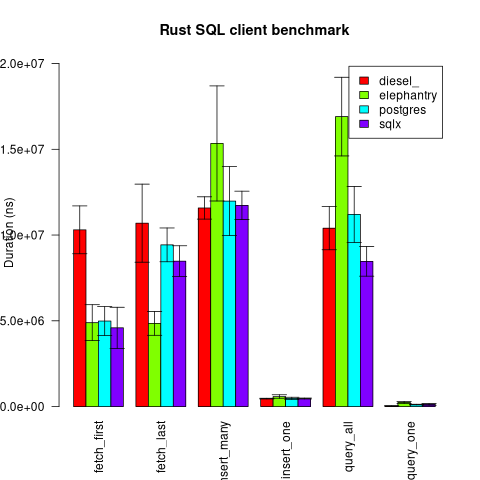 Rust SQL client benchmark
2.0e+07
1.5e+07
1.0e+07
5.0e+06
0.0e+00
Duration (ns)
diesel_
elephantry
postgres
sqlx
fetch_first
fetch_last
nsert_many
insert_one
query_all
query_one